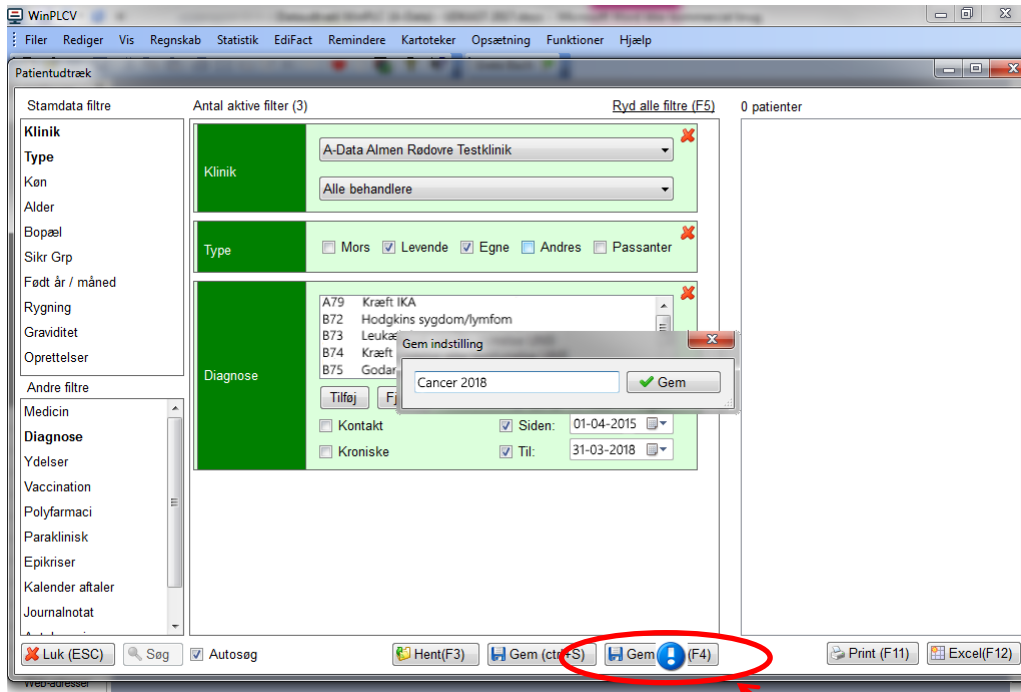 WinPLCV
Filer Rediger Vis Regnskab Statistik EdiFact Remindere Kartoteker Opsætning Funktioner Hjælp
Patientudtræk
Stamdata filtre
Antal aktive filter (3)
Ryd alle filtre (F5)
0 patienter
Klinik
Type
Køn
Alder
Bopæl
Sikr Grp
Født år / måned
Rygning
Graviditet
Oprettelser
Andre filtre
Medicin
Diagnose
Ydelser
Vaccination
Polyfarmaci
Paraklinisk
Epikriser
Kalender aftaler
Journalnotat
Klinik
A-Data Almen Rødovre Testklinik
Alle behandlere
Type
Mors Levende Egne Andres Passanter
Diagnose
A79 Kræft IKA
B72 Hodgkins sygdom/lymfom
B73
B74 Kræft
B75
Tilføj
Kontakt
Siden: 01-04-2015
Kroniske
Til: 31-03-2018
Gem indstilling
Cancer 2018
Gem
Luk (ESC) Søg Autosøg Hent(F3) Gem (ctrl+S) Gem (F4) Print (F11) Excel(F12)
Web-adresser